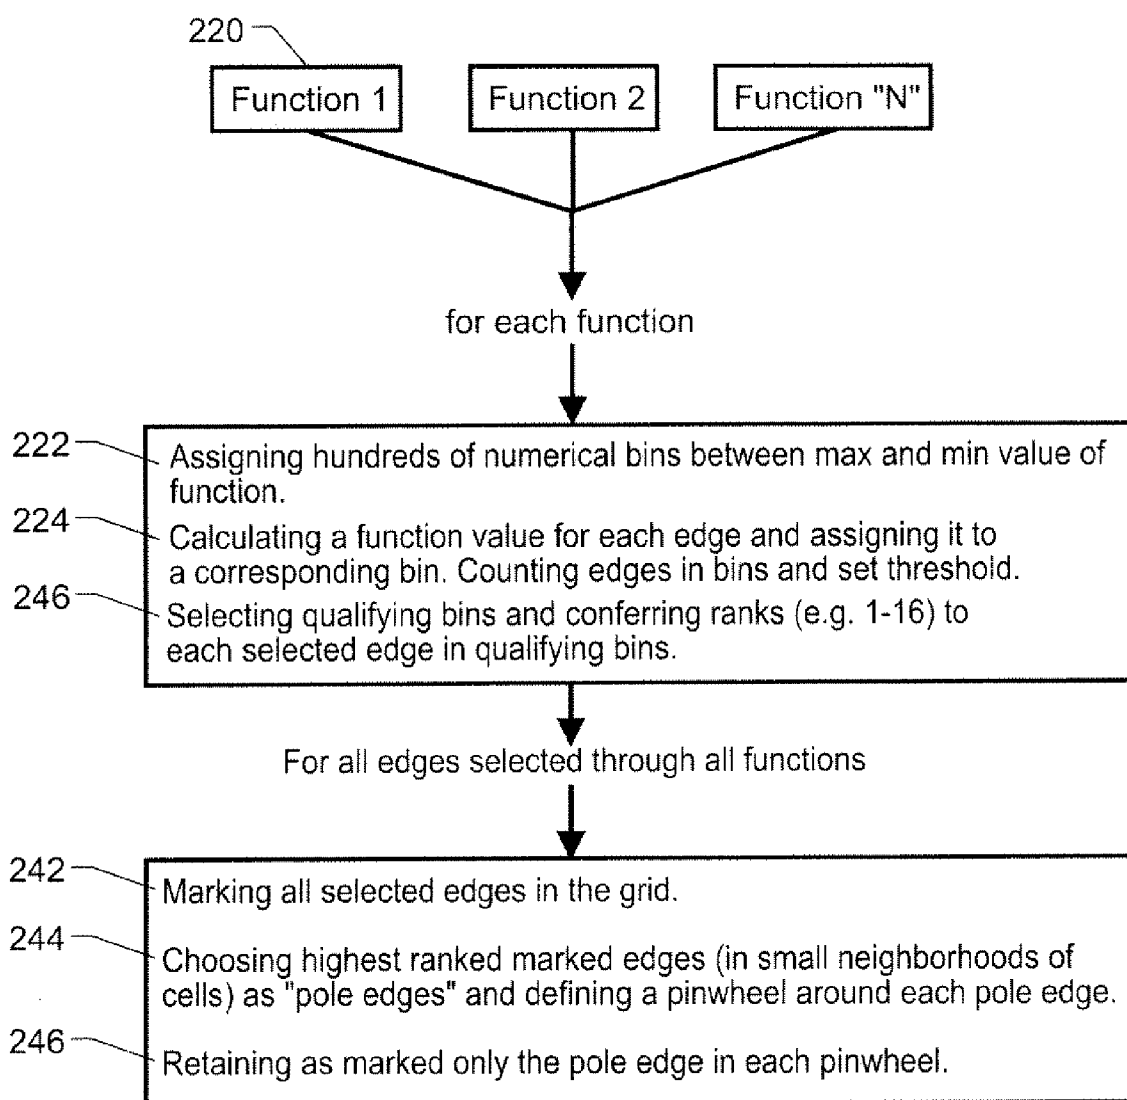 220
Function 1
Function 2
Function "N"
for each function
222
Assigning hundreds of numerical bins between max and min value of
function.
224
Calculating a function value for each edge and assigning it to
a corresponding bin. Counting edges in bins and set threshold.
246
Selecting qualifying bins and conferring ranks (e.g. 1-16) to
each selected edge in qualifying bins.
For all edges selected through all functions
242
Marking all selected edges in the grid.
244
Choosing highest ranked marked edges (in small neighborhoods of
cells) as "pole edges" and defining a pinwheel around each pole edge.
246
Retaining as marked only the pole edge in each pinwheel.